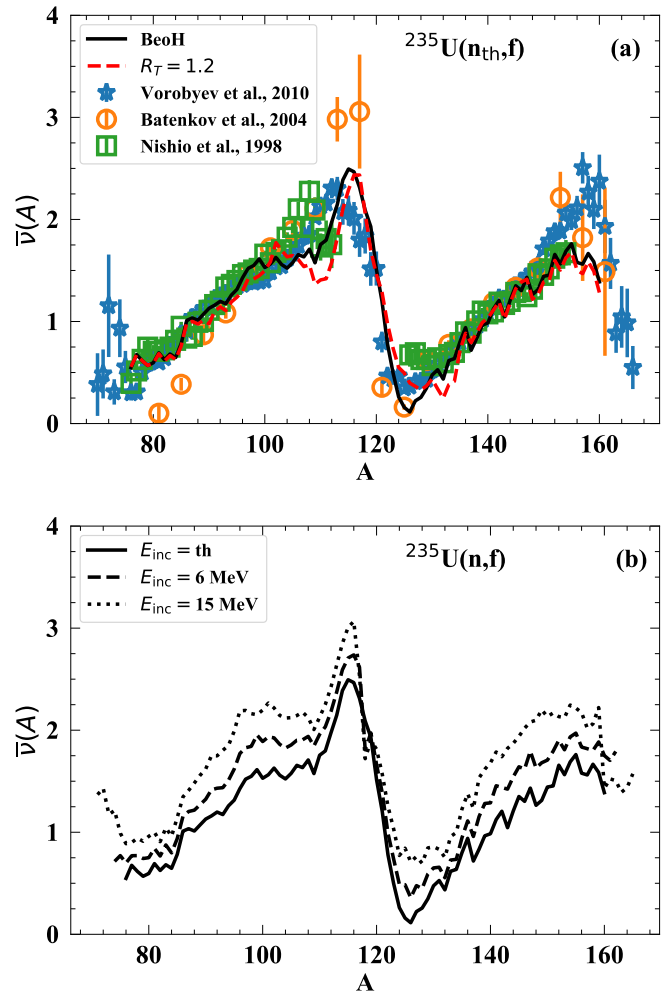 4
3
2
1
0
ν̅(A)
BeoH
R_T = 1.2
Vorobyev et al., 2010
Batenkov et al., 2004
Nishio et al., 1998
²³⁵U(n_th,f)
(a)
80 100 120 140 160
A
4
3
2
1
0
ν̅(A)
E_inc = th
E_inc = 6 MeV
E_inc = 15 MeV
²³⁵U(n,f)
(b)
80 100 120 140 160
A